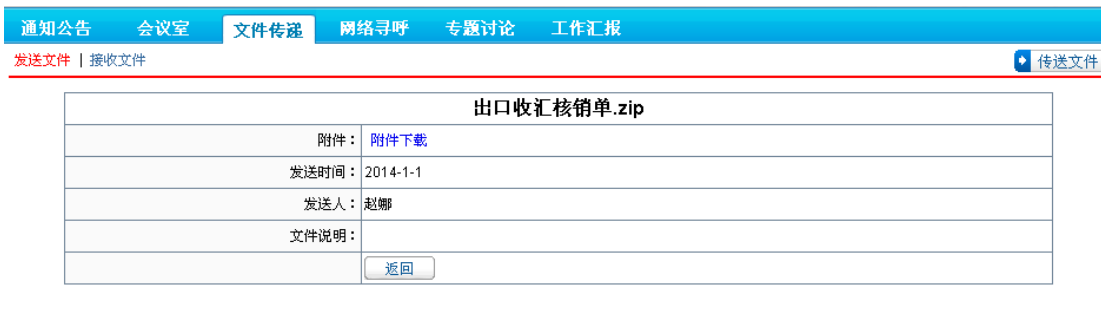 通知公告 会议室 文件传递 网络寻呼 专题讨论 工作汇报
发送文件 | 接收文件 传送文件
出口收汇核销单.zip
附件： 附件下载
发送时间： 2014-1-1
发送人： 赵娜
文件说明：
返回